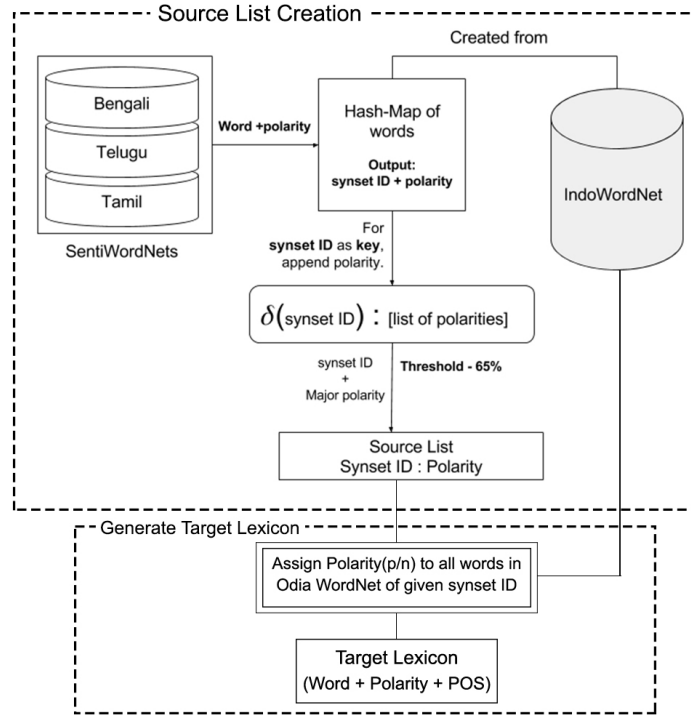 Source List Creation
Created from
Bengali
Telugu
Tamil
SentiWordNets
Word +polarity
Hash-Map of
words
Output:
synset ID + polarity
IndoWordNet
For
synset ID as key,
append polarity.
δ(synset ID) : [list of polarities]
synset ID
+
Major polarity
Threshold - 65%
Source List
Synset ID : Polarity
Generate Target Lexicon
Assign Polarity(p/n) to all words in
Odia WordNet of given synset ID
Target Lexicon
(Word + Polarity + POS)